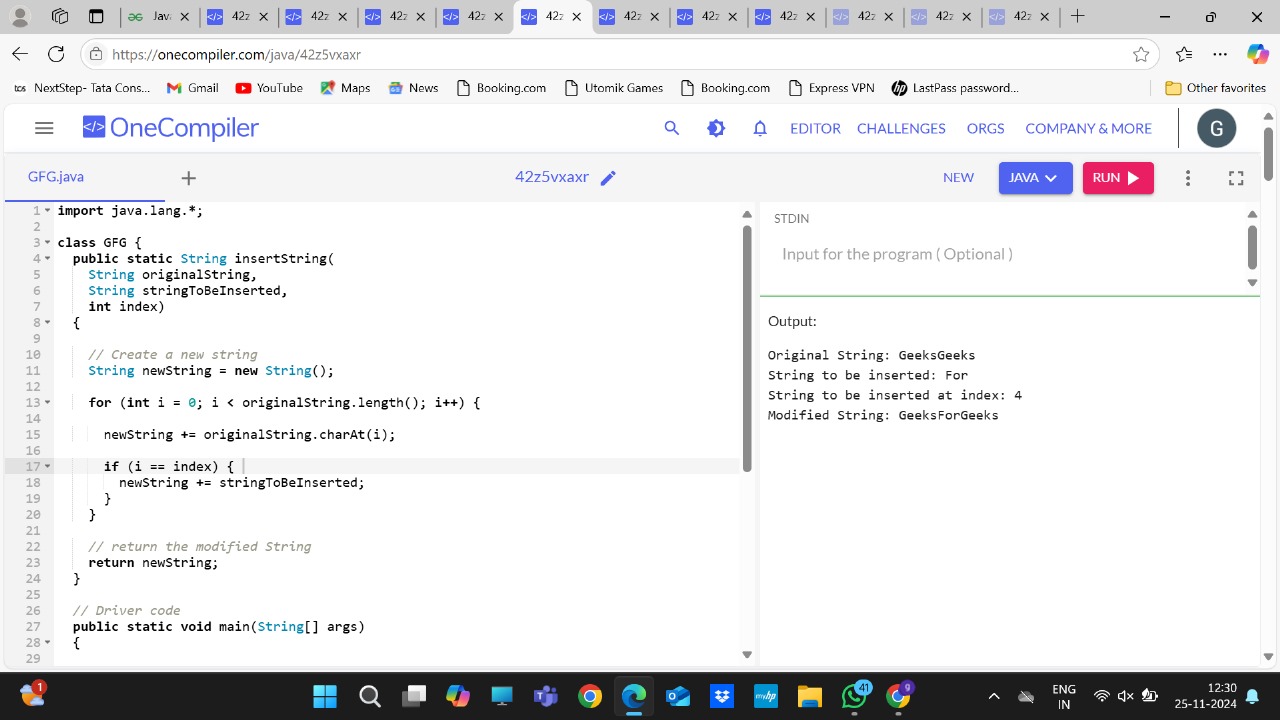 Java
42z
42z
42z
42z
42z
42z
42z
42z
42z
42z
42z
https://onecompiler.com/java/42z5vxaxr
tcs NextStep- Tata Cons... Gmail YouTube Maps News Booking.com Utomik Games Booking.com Express VPN hp LastPass password... Other favorites
</> OneCompiler EDITOR CHALLENGES ORGS COMPANY & MORE G
GFG.java + 42z5vxaxr NEW JAVA RUN
1 import java.lang.*;
2
3 class GFG {
4 public static String insertString(
5 String originalString,
6 String stringToBeInserted,
7 int index)
8 {
9
10 // Create a new string
11 String newString = new String();
12
13 for (int i = 0; i < originalString.length(); i++) {
14
15 newString += originalString.charAt(i);
16
17 if (i == index) {
18 newString += stringToBeInserted;
19 }
20 }
21
22 // return the modified String
23 return newString;
24 }
25
26 // Driver code
27 public static void main(String[] args)
28 {
29
STDIN
Input for the program ( Optional )
Output:
Original String: GeeksGeeks
String to be inserted: For
String to be inserted at index: 4
Modified String: GeeksForGeeks
1 myhp 41 9 ENG 12:30
IN 25-11-2024